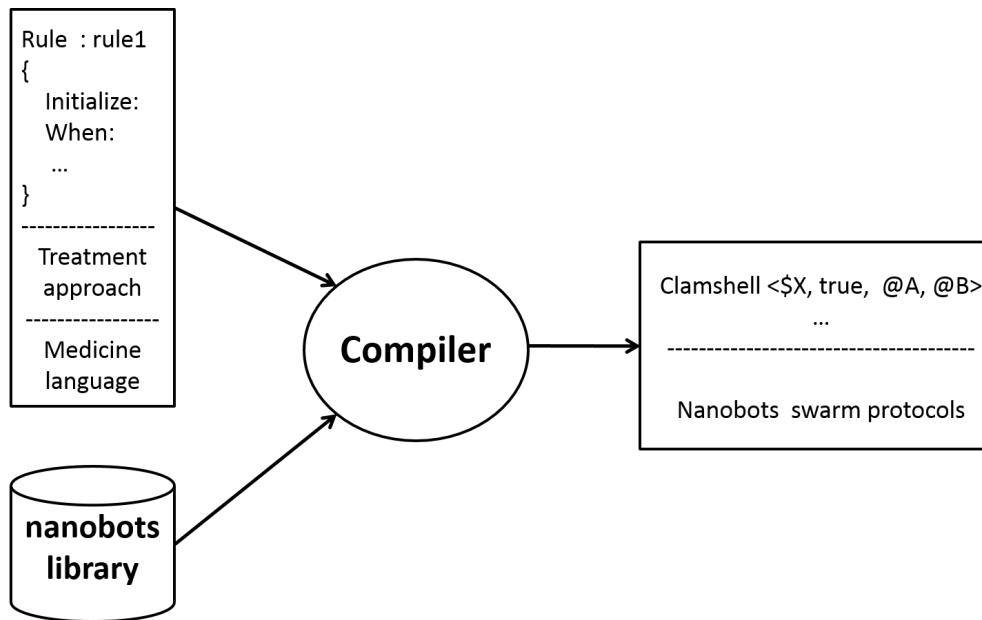 Rule : rule1
{
Initialize:
When:
...
}
------------------
Treatment
approach
------------------
Medicine
language
nanobots
library
Compiler
Clamshell <$X, true, @A, @B>
...
----------------------------------------
Nanobots swarm protocols